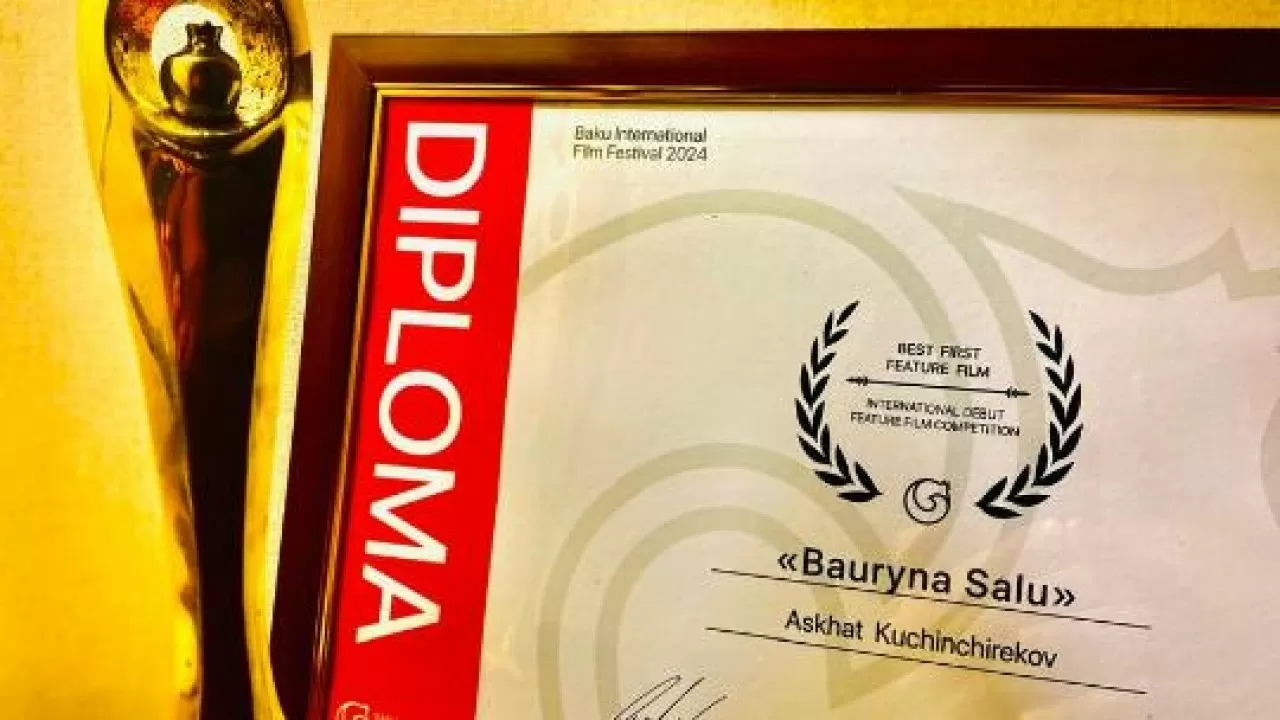 DIPLOMA
Baku International
Film Festival 2024
BEST FIRST
FEATURE FILM
INTERNATIONAL DEBUT
FEATURE FILM COMPETITION
«Bauryna Salu»
Askhat Kuchinchirekov